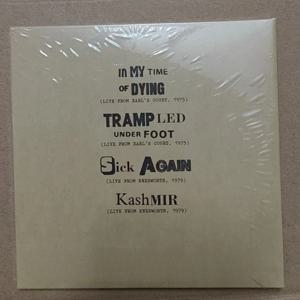 in MY TIME
OF DYING
(LIVE FROM EARL'S COURT, 1975)
TRAMPLED
UNDER FOOT
(LIVE FROM EARL'S COURT, 1975)
Sick AGAIN
(LIVE FROM KNEBWORTH, 1979)
KashMIR
(LIVE FROM KNEBWORTH, 1979)